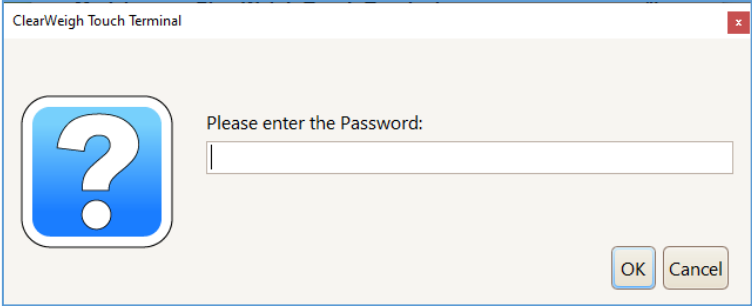 ClearWeigh Touch Terminal
x
Please enter the Password:
OK
Cancel